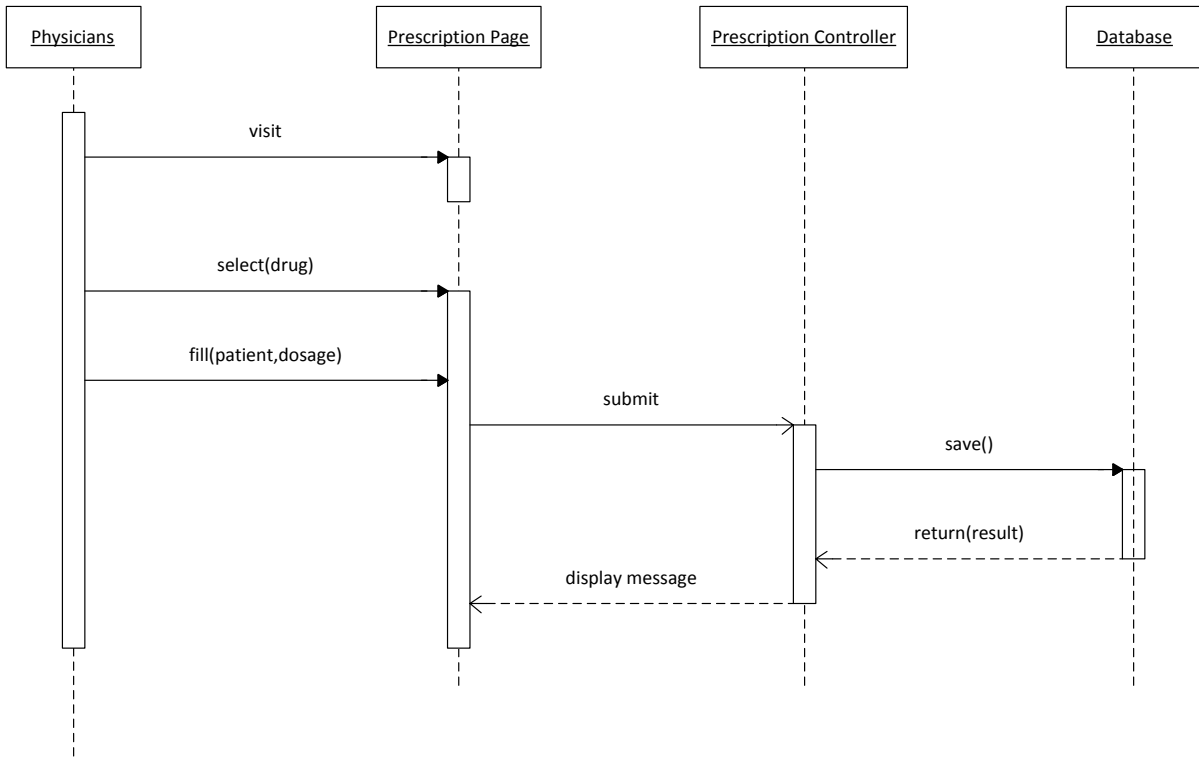 Physicians
Prescription Page
Prescription Controller
Database
visit
select(drug)
fill(patient,dosage)
submit
save()
return(result)
display message